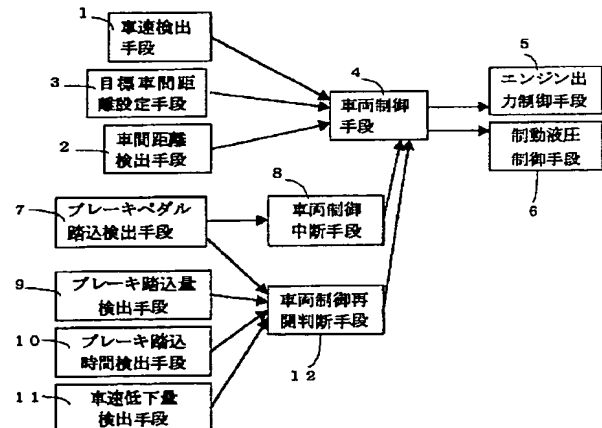 1
車速検出
手段
3
目標車間距
離設定手段
2
車間距離
検出手段
4
車両制御
手段
5
エンジン出
力制御手段
制動液圧
制御手段
6
7
ブレーキペダル
踏込検出手段
8
車両制御
中断手段
9
ブレーキ踏込量
検出手段
10
ブレーキ踏込
時間検出手段
11
車速低下量
検出手段
車両制御再
開判断手段
12